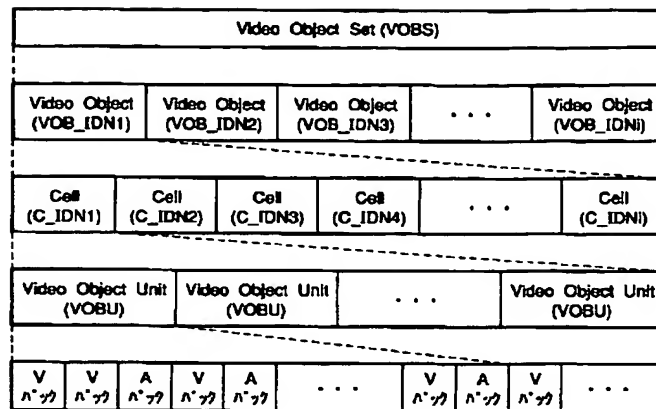 Video Object Set (VOBS)
Video Object Video Object Video Object Video Object
(VOB_IDN1) (VOB_IDN2) (VOB_IDN3) · · · (VOB_IDNi)
Cell Cell Cell Cell Cell
(C_IDN1) (C_IDN2) (C_IDN3) (C_IDN4) · · · (C_IDNi)
Video Object Unit Video Object Unit Video Object Unit
(VOBU) (VOBU) · · · (VOBU)
V V A V A V A V
パック パック パック パック パック · · · パック パック パック · · ·